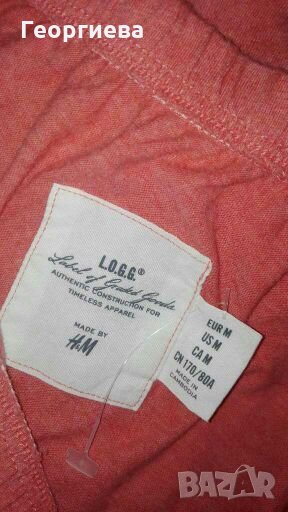 Георгиева
L.O.G.G.®
Label of Graded Goods
AUTHENTIC CONSTRUCTION FOR
TIMELESS APPAREL
MADE BY
H&M
EUR M
US M
CA M
CN 170/80A
MADE IN
CAMBODIA
BAZAR